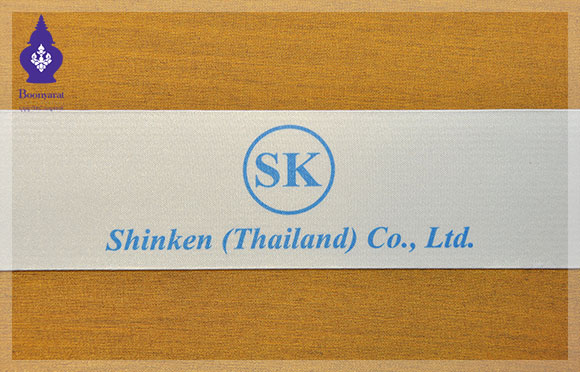 Boonyarat
SK
Shinken (Thailand) Co., Ltd.